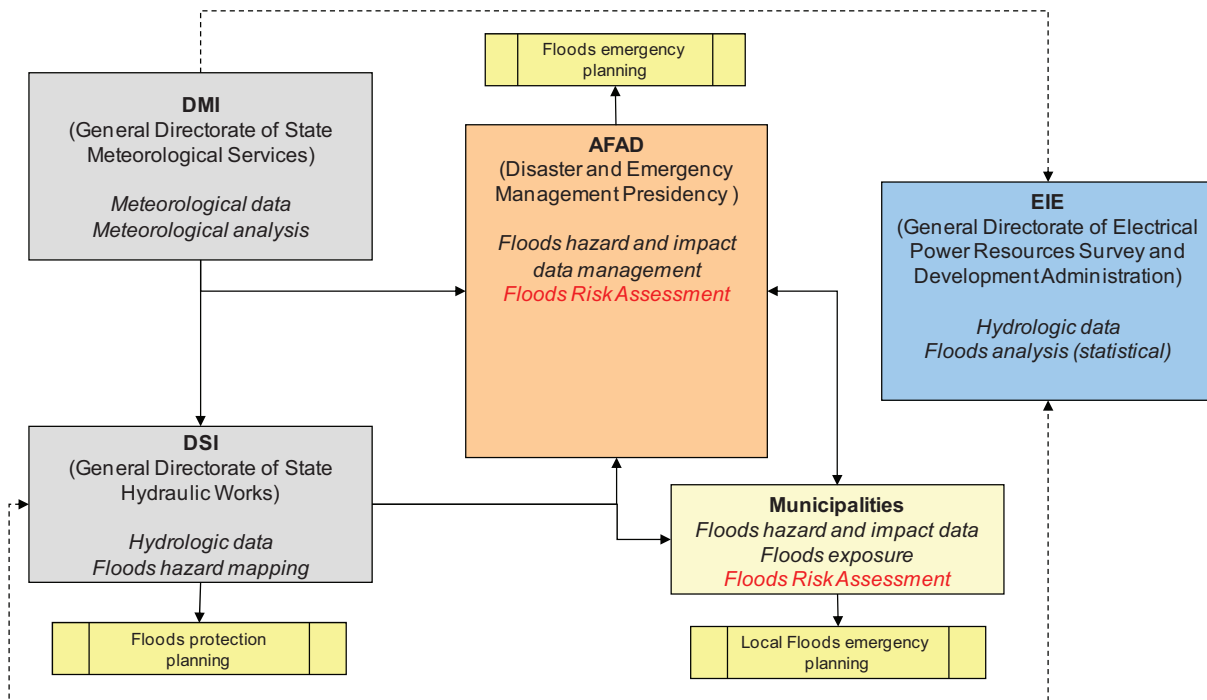 Floods emergency
planning
DMI
(General Directorate of State
Meteorological Services)
Meteorological data
Meteorological analysis
AFAD
(Disaster and Emergency
Management Presidency )
Floods hazard and impact
data management
Floods Risk Assessment
EIE
(General Directorate of Electrical
Power Resources Survey and
Development Administration)
Hydrologic data
Floods analysis (statistical)
DSI
(General Directorate of State
Hydraulic Works)
Hydrologic data
Floods hazard mapping
Municipalities
Floods hazard and impact data
Floods exposure
Floods Risk Assessment
Floods protection
planning
Local Floods emergency
planning